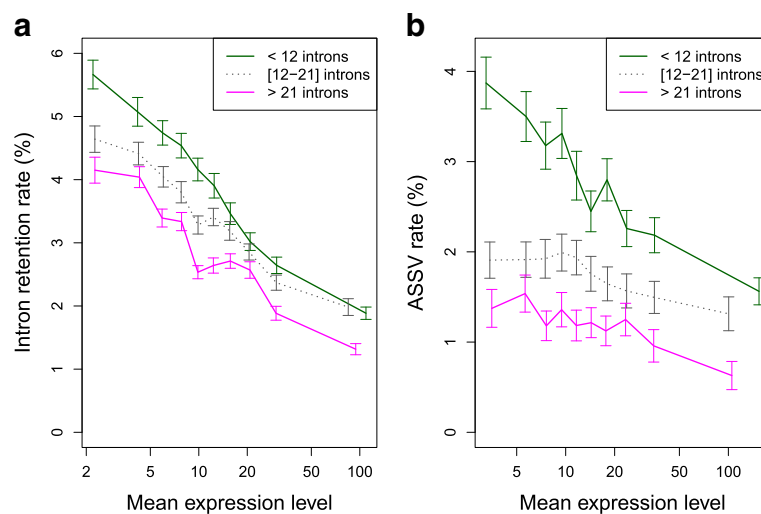 a
Intron retention rate (%)
6
5
4
3
2
1
0
< 12 introns
[12−21] introns
> 21 introns
2 5 10 20 50 100
Mean expression level
b
ASSV rate (%)
4
3
2
1
0
< 12 introns
[12−21] introns
> 21 introns
5 10 20 50 100
Mean expression level